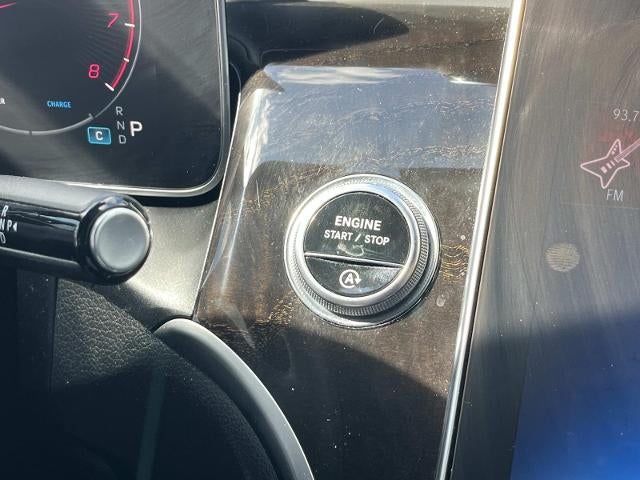 7
8
CHARGE
R
N
D
P
C
R
N P
ENGINE
START / STOP
A
93.7
FM